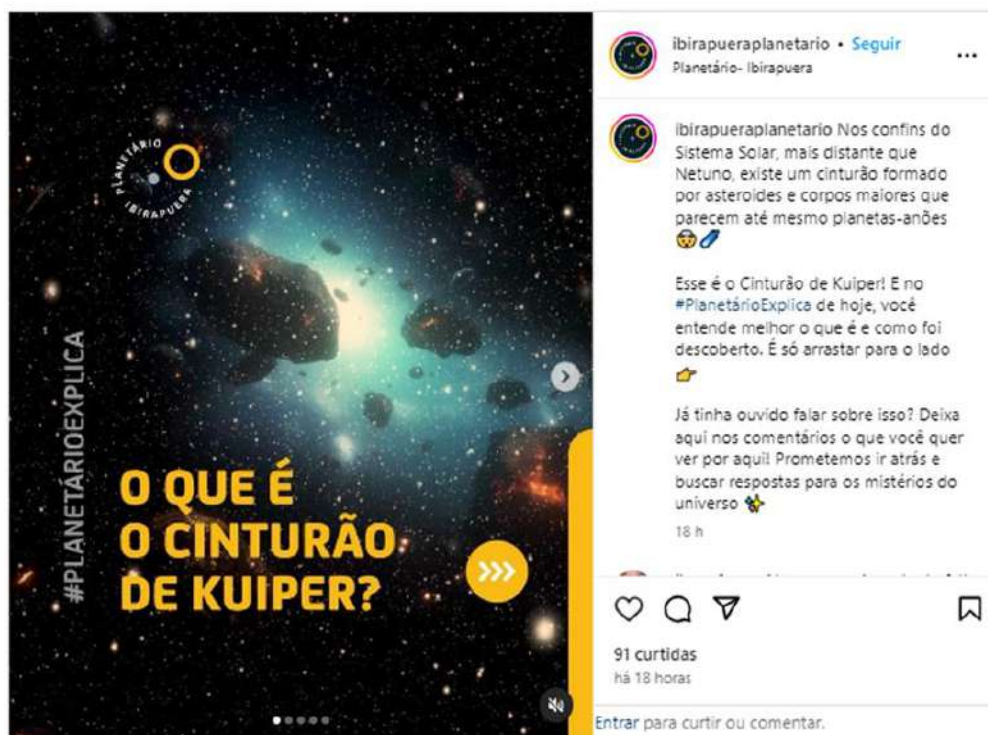 PLANETÁRIO
IBIRAPUERA
#PLANETÁRIOEXPLICA
O QUE É
O CINTURÃO
DE KUIPER?
ibirapueraplanetario • Seguir
Planetário- Ibirapuera
ibirapueraplanetario Nos confins do
Sistema Solar, mais distante que
Netuno, existe um cinturão formado
por asteroides e corpos maiores que
parecem até mesmo planetas-anões
Esse é o Cinturão de Kuiper! E no
#PlanetárioExplica de hoje, você
entende melhor o que é e como foi
descoberto. É só arrastar para o lado
Já tinha ouvido falar sobre isso? Deixa
aqui nos comentários o que você quer
ver por aqui! Prometemos ir atrás e
buscar respostas para os mistérios do
universo
18 h
91 curtidas
há 18 horas
Entrar para curtir ou comentar.